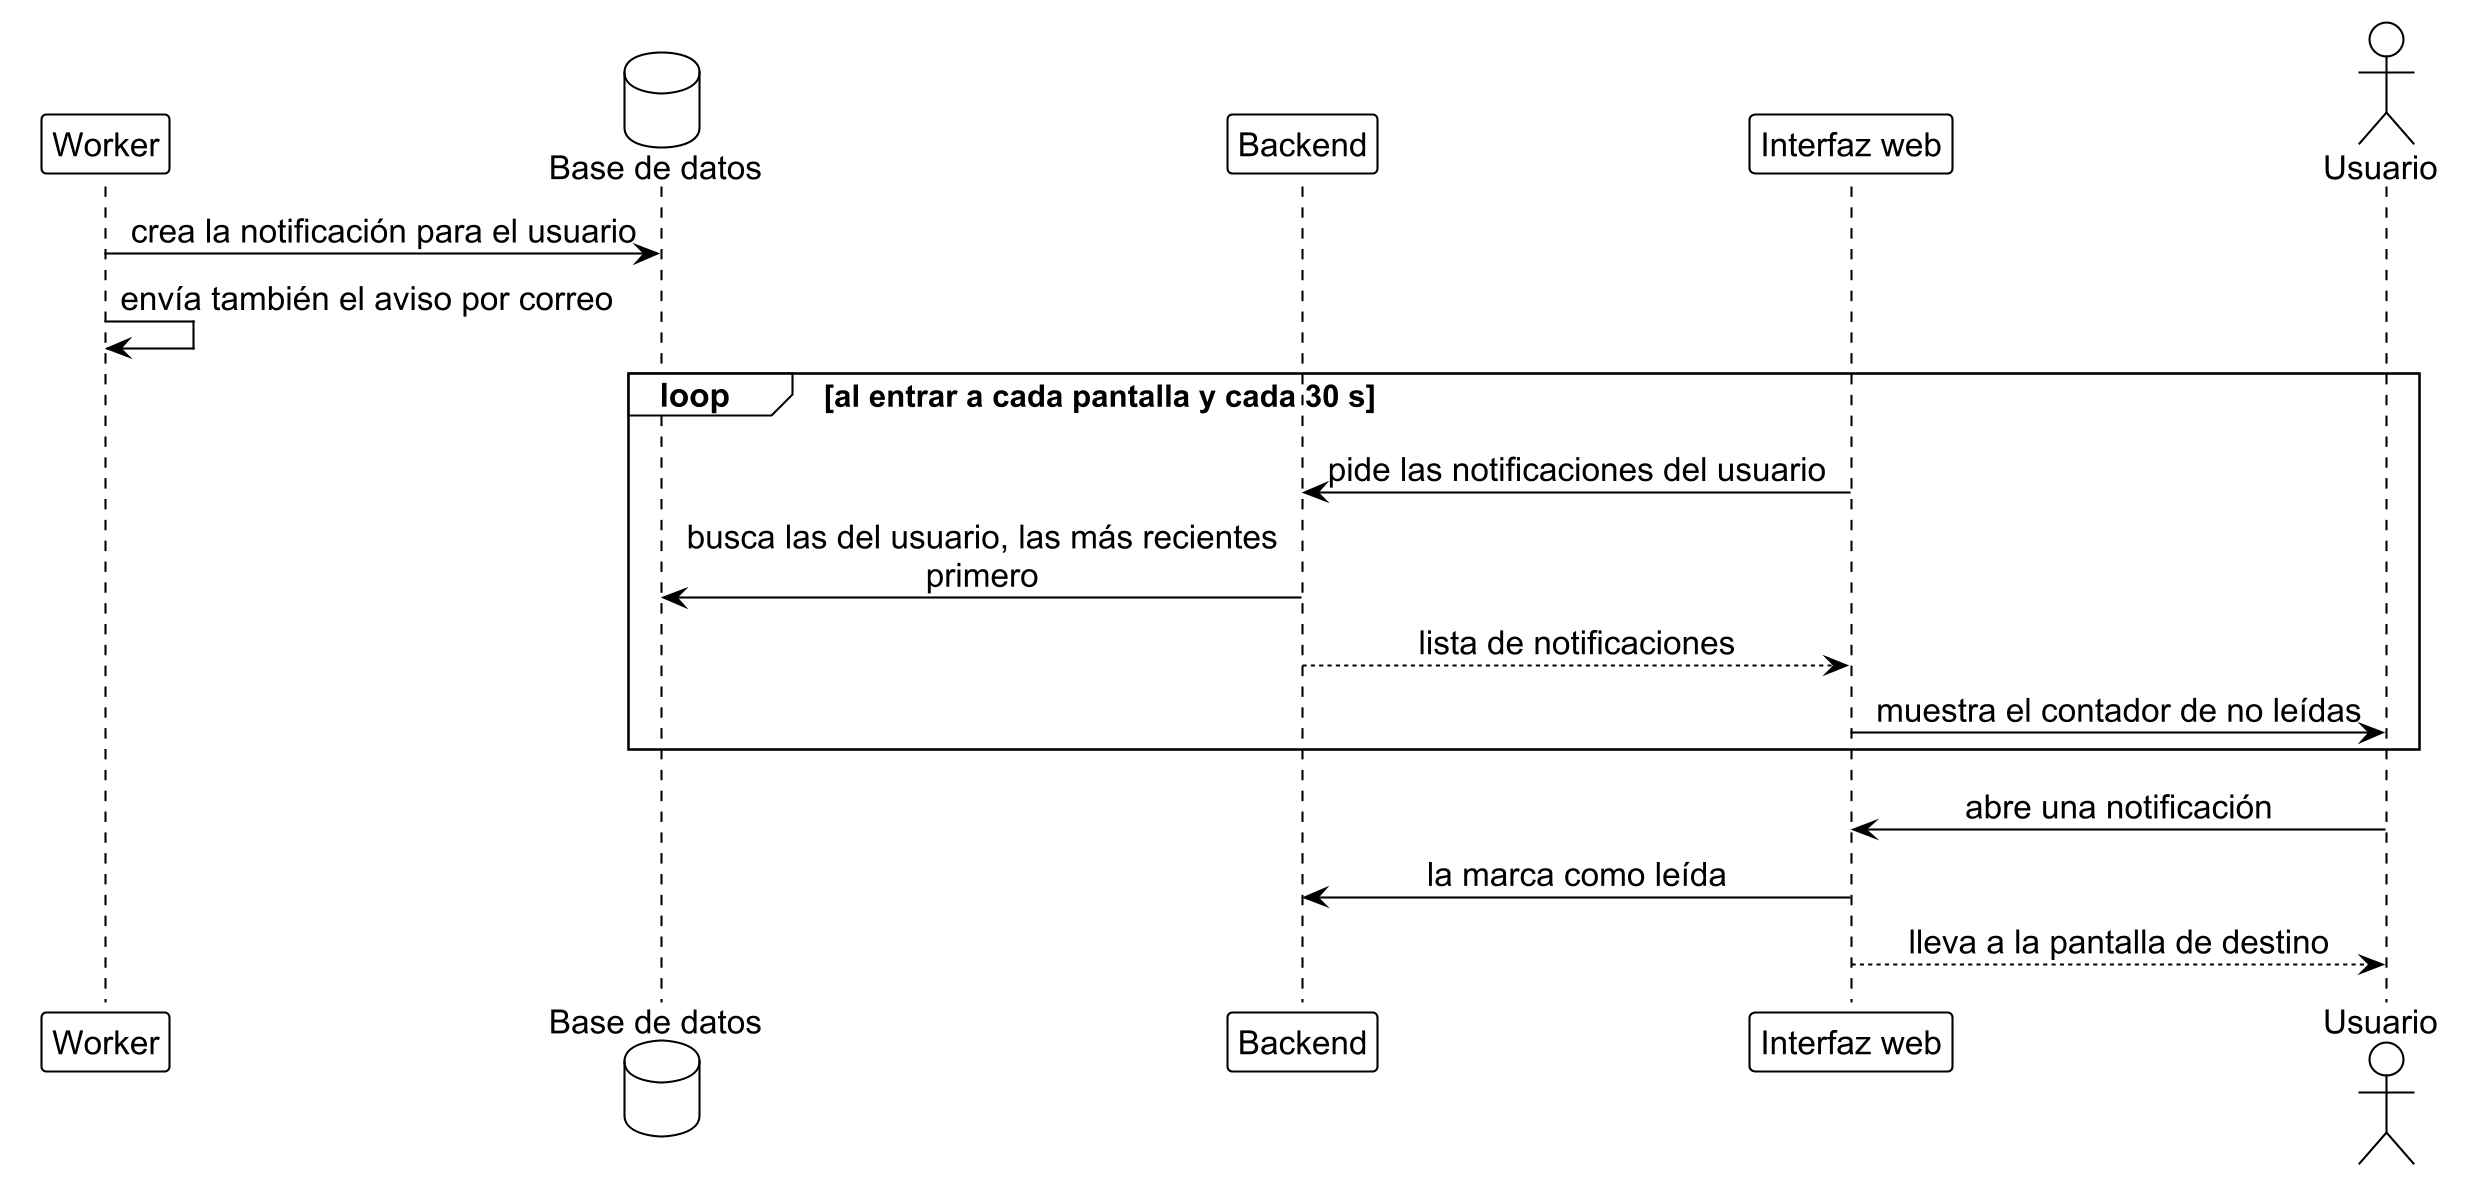 Worker
Base de datos
Backend
Interfaz web
Usuario
crea la notificación para el usuario
envía también el aviso por correo
loop
[al entrar a cada pantalla y cada 30 s]
pide las notificaciones del usuario
busca las del usuario, las más recientes
primero
lista de notificaciones
muestra el contador de no leídas
abre una notificación
la marca como leída
lleva a la pantalla de destino
Worker
Base de datos
Backend
Interfaz web
Usuario